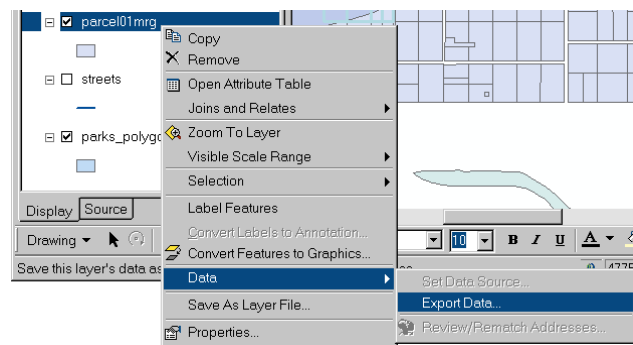 parcel01mrg
streets
parks_polygo
Display Source
Drawing
Save this layer's data as
Copy
Remove
Open Attribute Table
Joins and Relates
Zoom To Layer
Visible Scale Range
Selection
Label Features
Convert Labels to Annotation...
Convert Features to Graphics...
Data
Save As Layer File...
Properties...
10 B I U A
Set Data Source...
Export Data...
Review/Rematch Addresses...